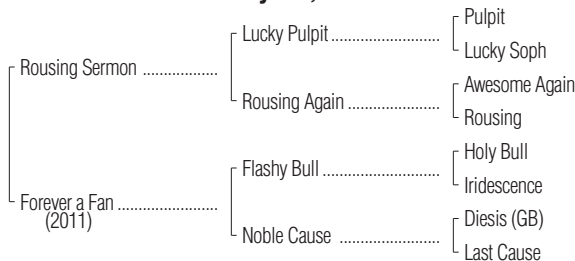 Rousing Sermon
Lucky Pulpit
Pulpit
Lucky Soph
Rousing Again
Awesome Again
Rousing
Forever a Fan
(2011)
Flashy Bull
Holy Bull
Iridescence
Noble Cause
Diesis (GB)
Last Cause